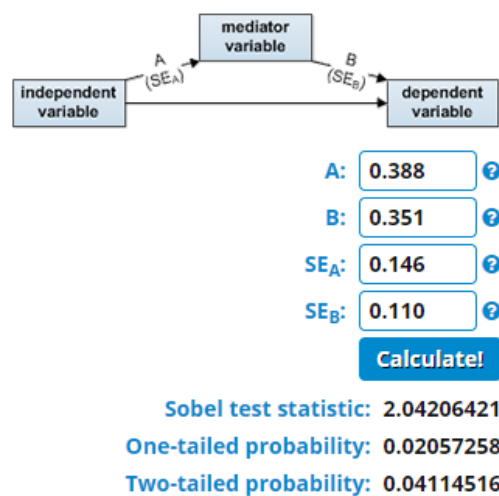 mediator
variable
A
(SEA)
B
(SEB)
independent
variable
dependent
variable
A: 0.388 ?
B: 0.351 ?
SEA: 0.146 ?
SEB: 0.110 ?
Calculate!
Sobel test statistic: 2.04206421
One-tailed probability: 0.02057258
Two-tailed probability: 0.04114516